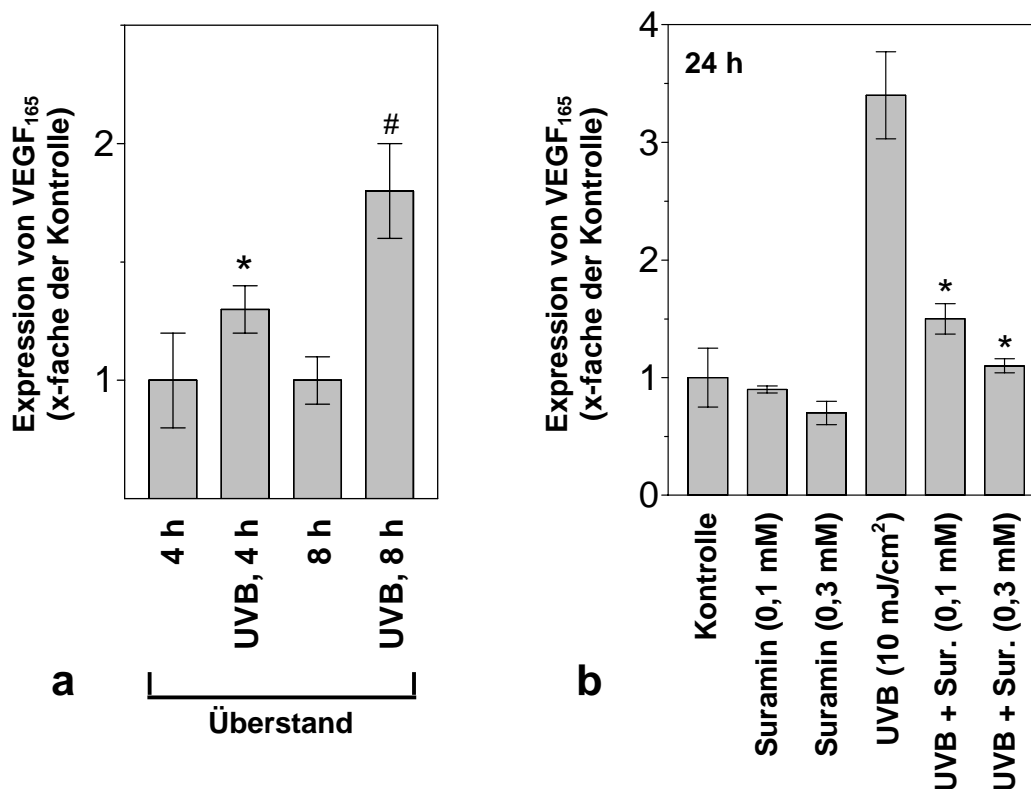 Expression von VEGF₁₆₅
(x-fache der Kontrolle)
2
1
*
#
4 h
UVB, 4 h
8 h
UVB, 8 h
a
Überstand
Expression von VEGF₁₆₅
(x-fache der Kontrolle)
4
3
2
1
0
24 h
*
*
Kontrolle
Suramin (0,1 mM)
Suramin (0,3 mM)
UVB (10 mJ/cm²)
UVB + Sur. (0,1 mM)
UVB + Sur. (0,3 mM)
b